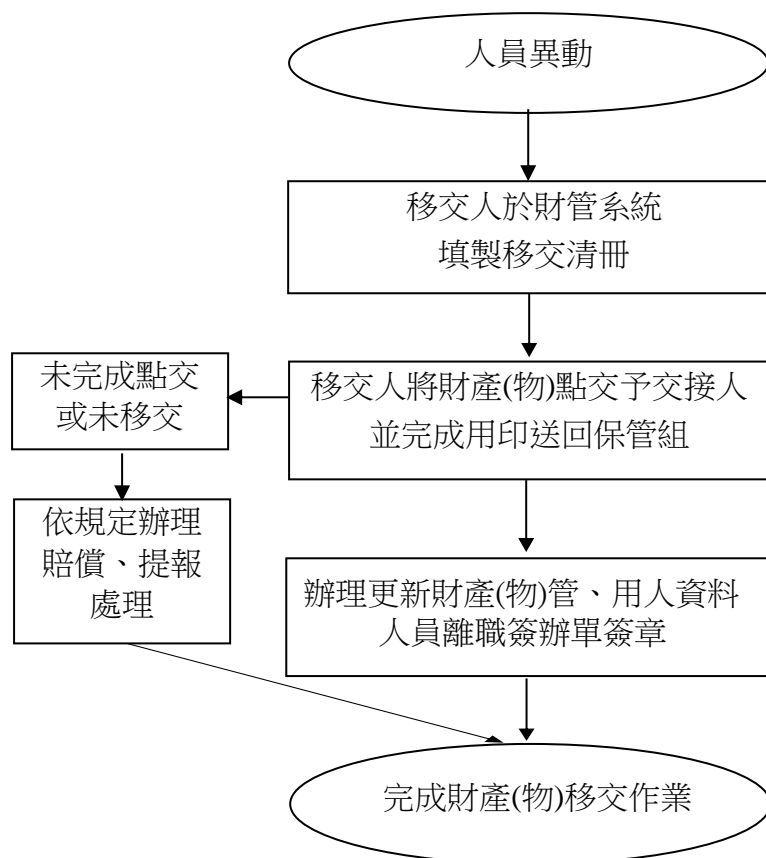 人員異動
移交人於財管系統
填製移交清冊
移交人將財產(物)點交予交接人
並完成用印送回保管組
未完成點交
或未移交
依規定辦理
賠償、提報
處理
辦理更新財產(物)管、用人資料
人員離職簽辦單簽章
完成財產(物)移交作業